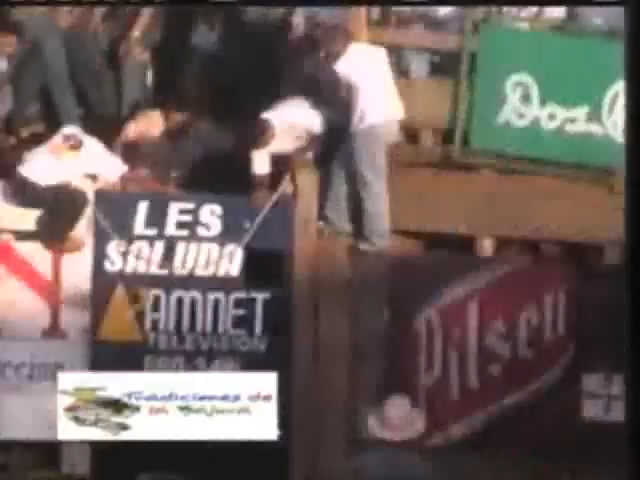 Dos
LES
SALUDA
AMNET
TELEVISION
Pilsen
Tradiciones de
la Bajura